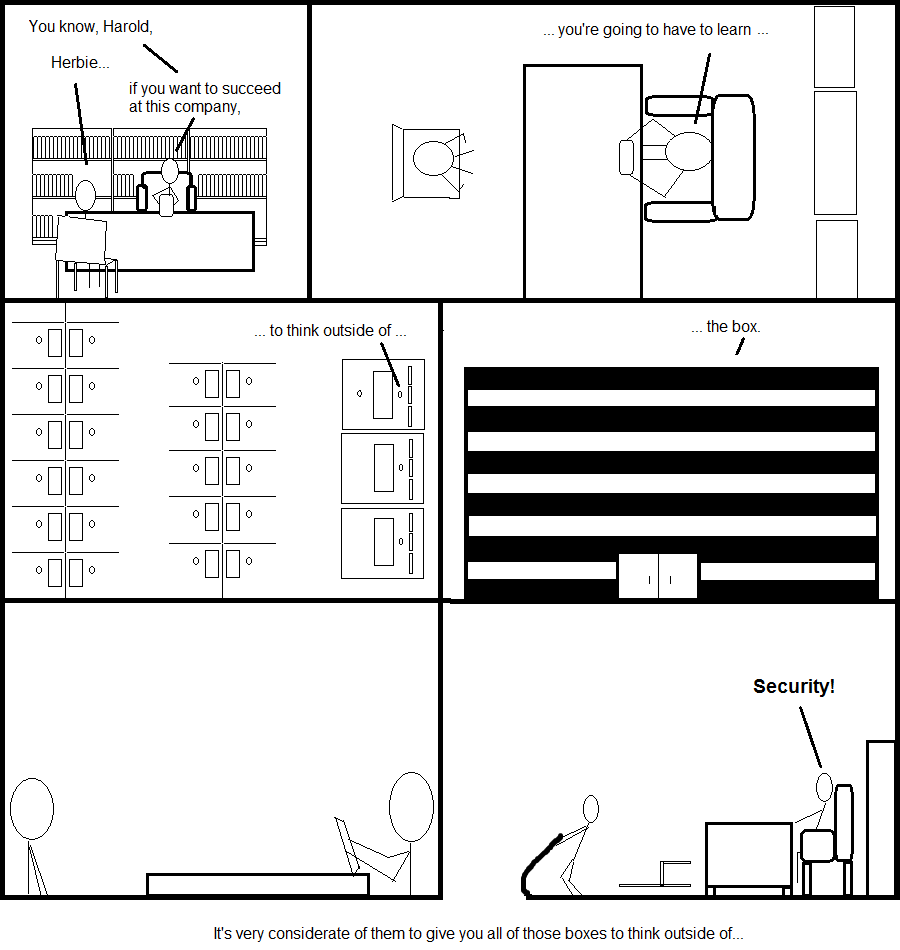 You know, Harold,
Herbie...
if you want to succeed
at this company,
... you're going to have to learn ...
... to think outside of ...
... the box.
Security!
It's very considerate of them to give you all of those boxes to think outside of...